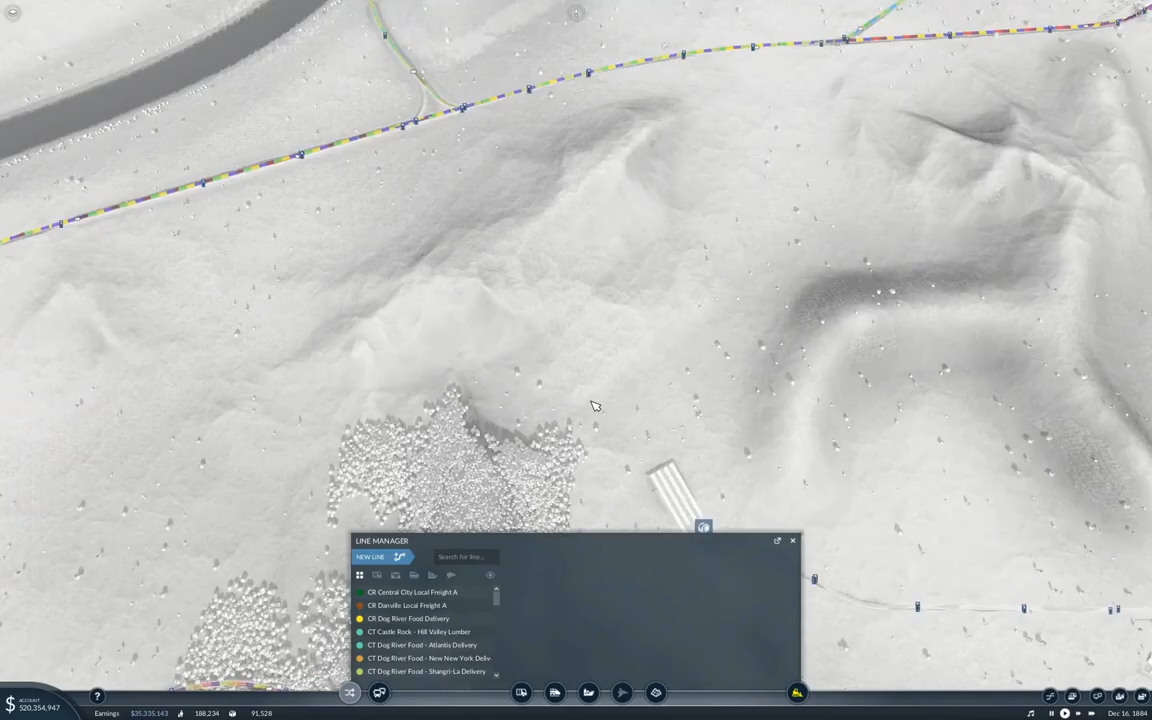 LINE MANAGER
NEW LINE
Search for line...
CR Central City Local Freight A
CR Danville Local Freight A
CR Dog River Food Delivery
CT Castle Rock - Hill Valley Lumber
CT Dog River Food - Atlantis Delivery
CT Dog River Food - New New York Deliv
CT Dog River Food - Shangri-La Delivery
?
$ ACCOUNT
520,354,947
Earnings $35,335,143 188,234 91,528
Dec 16, 1884